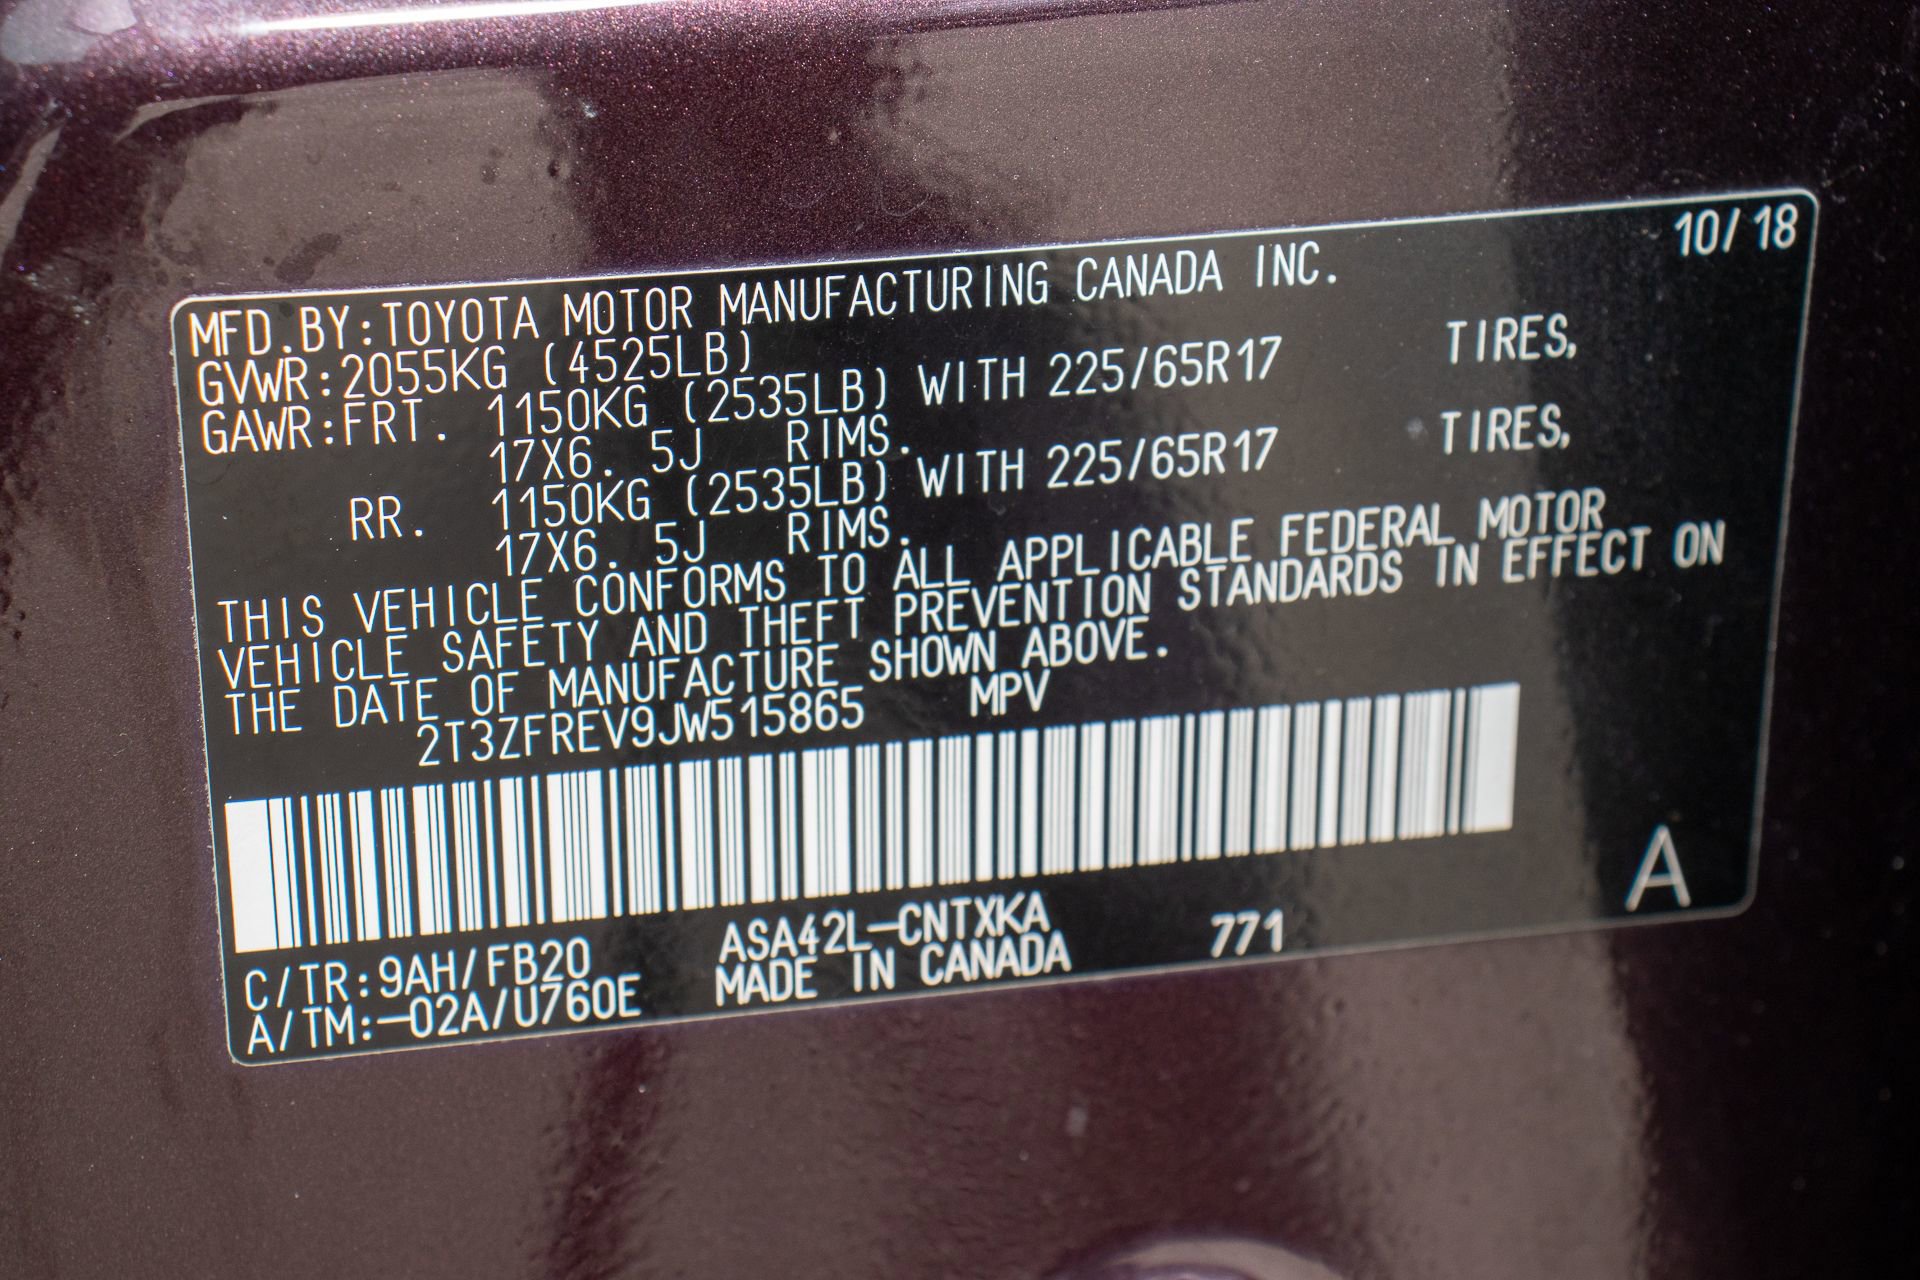 10/18
MFD.BY:TOYOTA MOTOR MANUFACTURING CANADA INC.
GVWR:2055KG (4525LB)
GAWR:FRT. 1150KG (2535LB) WITH 225/65R17 TIRES,
17X6. 5J RIMS.
RR. 1150KG (2535LB) WITH 225/65R17 TIRES,
17X6. 5J RIMS.
THIS VEHICLE CONFORMS TO ALL APPLICABLE FEDERAL MOTOR
VEHICLE SAFETY AND THEFT PREVENTION STANDARDS IN EFFECT ON
THE DATE OF MANUFACTURE SHOWN ABOVE.
2T3ZFREV9JW515865 MPV
A
C/TR:9AH/FB20 ASA42L-CNTXKA 771
A/TM:-02A/U760E MADE IN CANADA